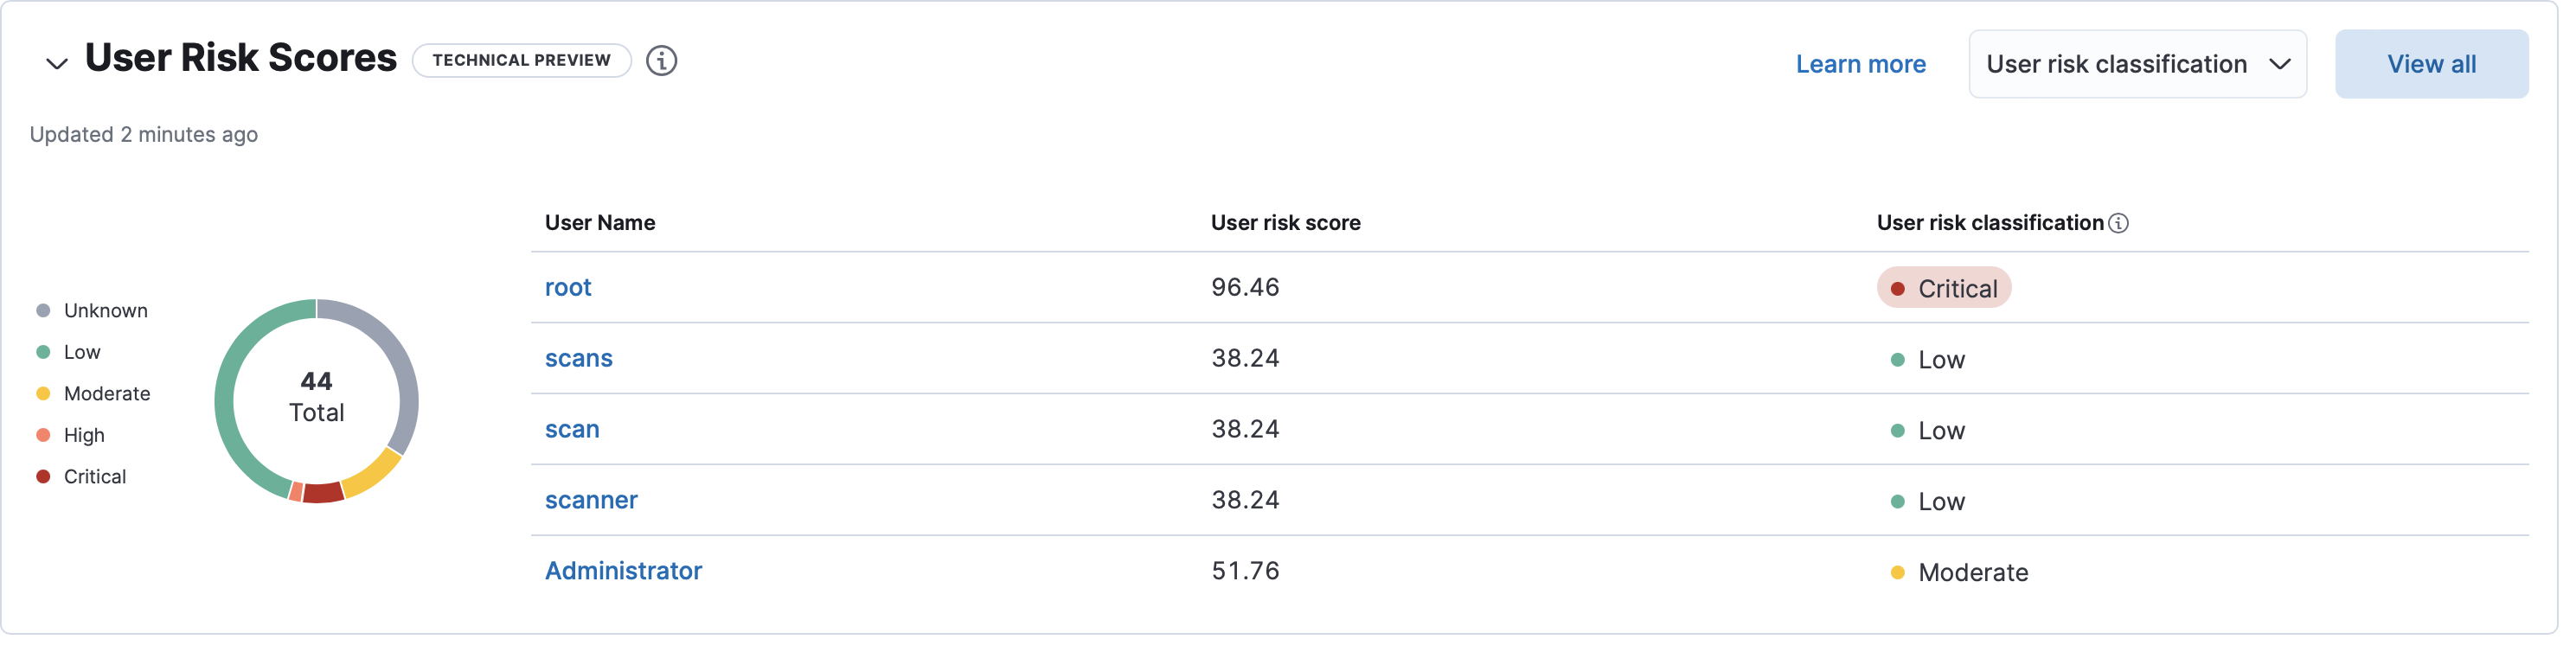 User Risk Scores TECHNICAL PREVIEW
Learn more User risk classification View all
Updated 2 minutes ago
Unknown
Low
Moderate
High
Critical
44
Total
User Name User risk score User risk classification
root 96.46 Critical
scans 38.24 Low
scan 38.24 Low
scanner 38.24 Low
Administrator 51.76 Moderate